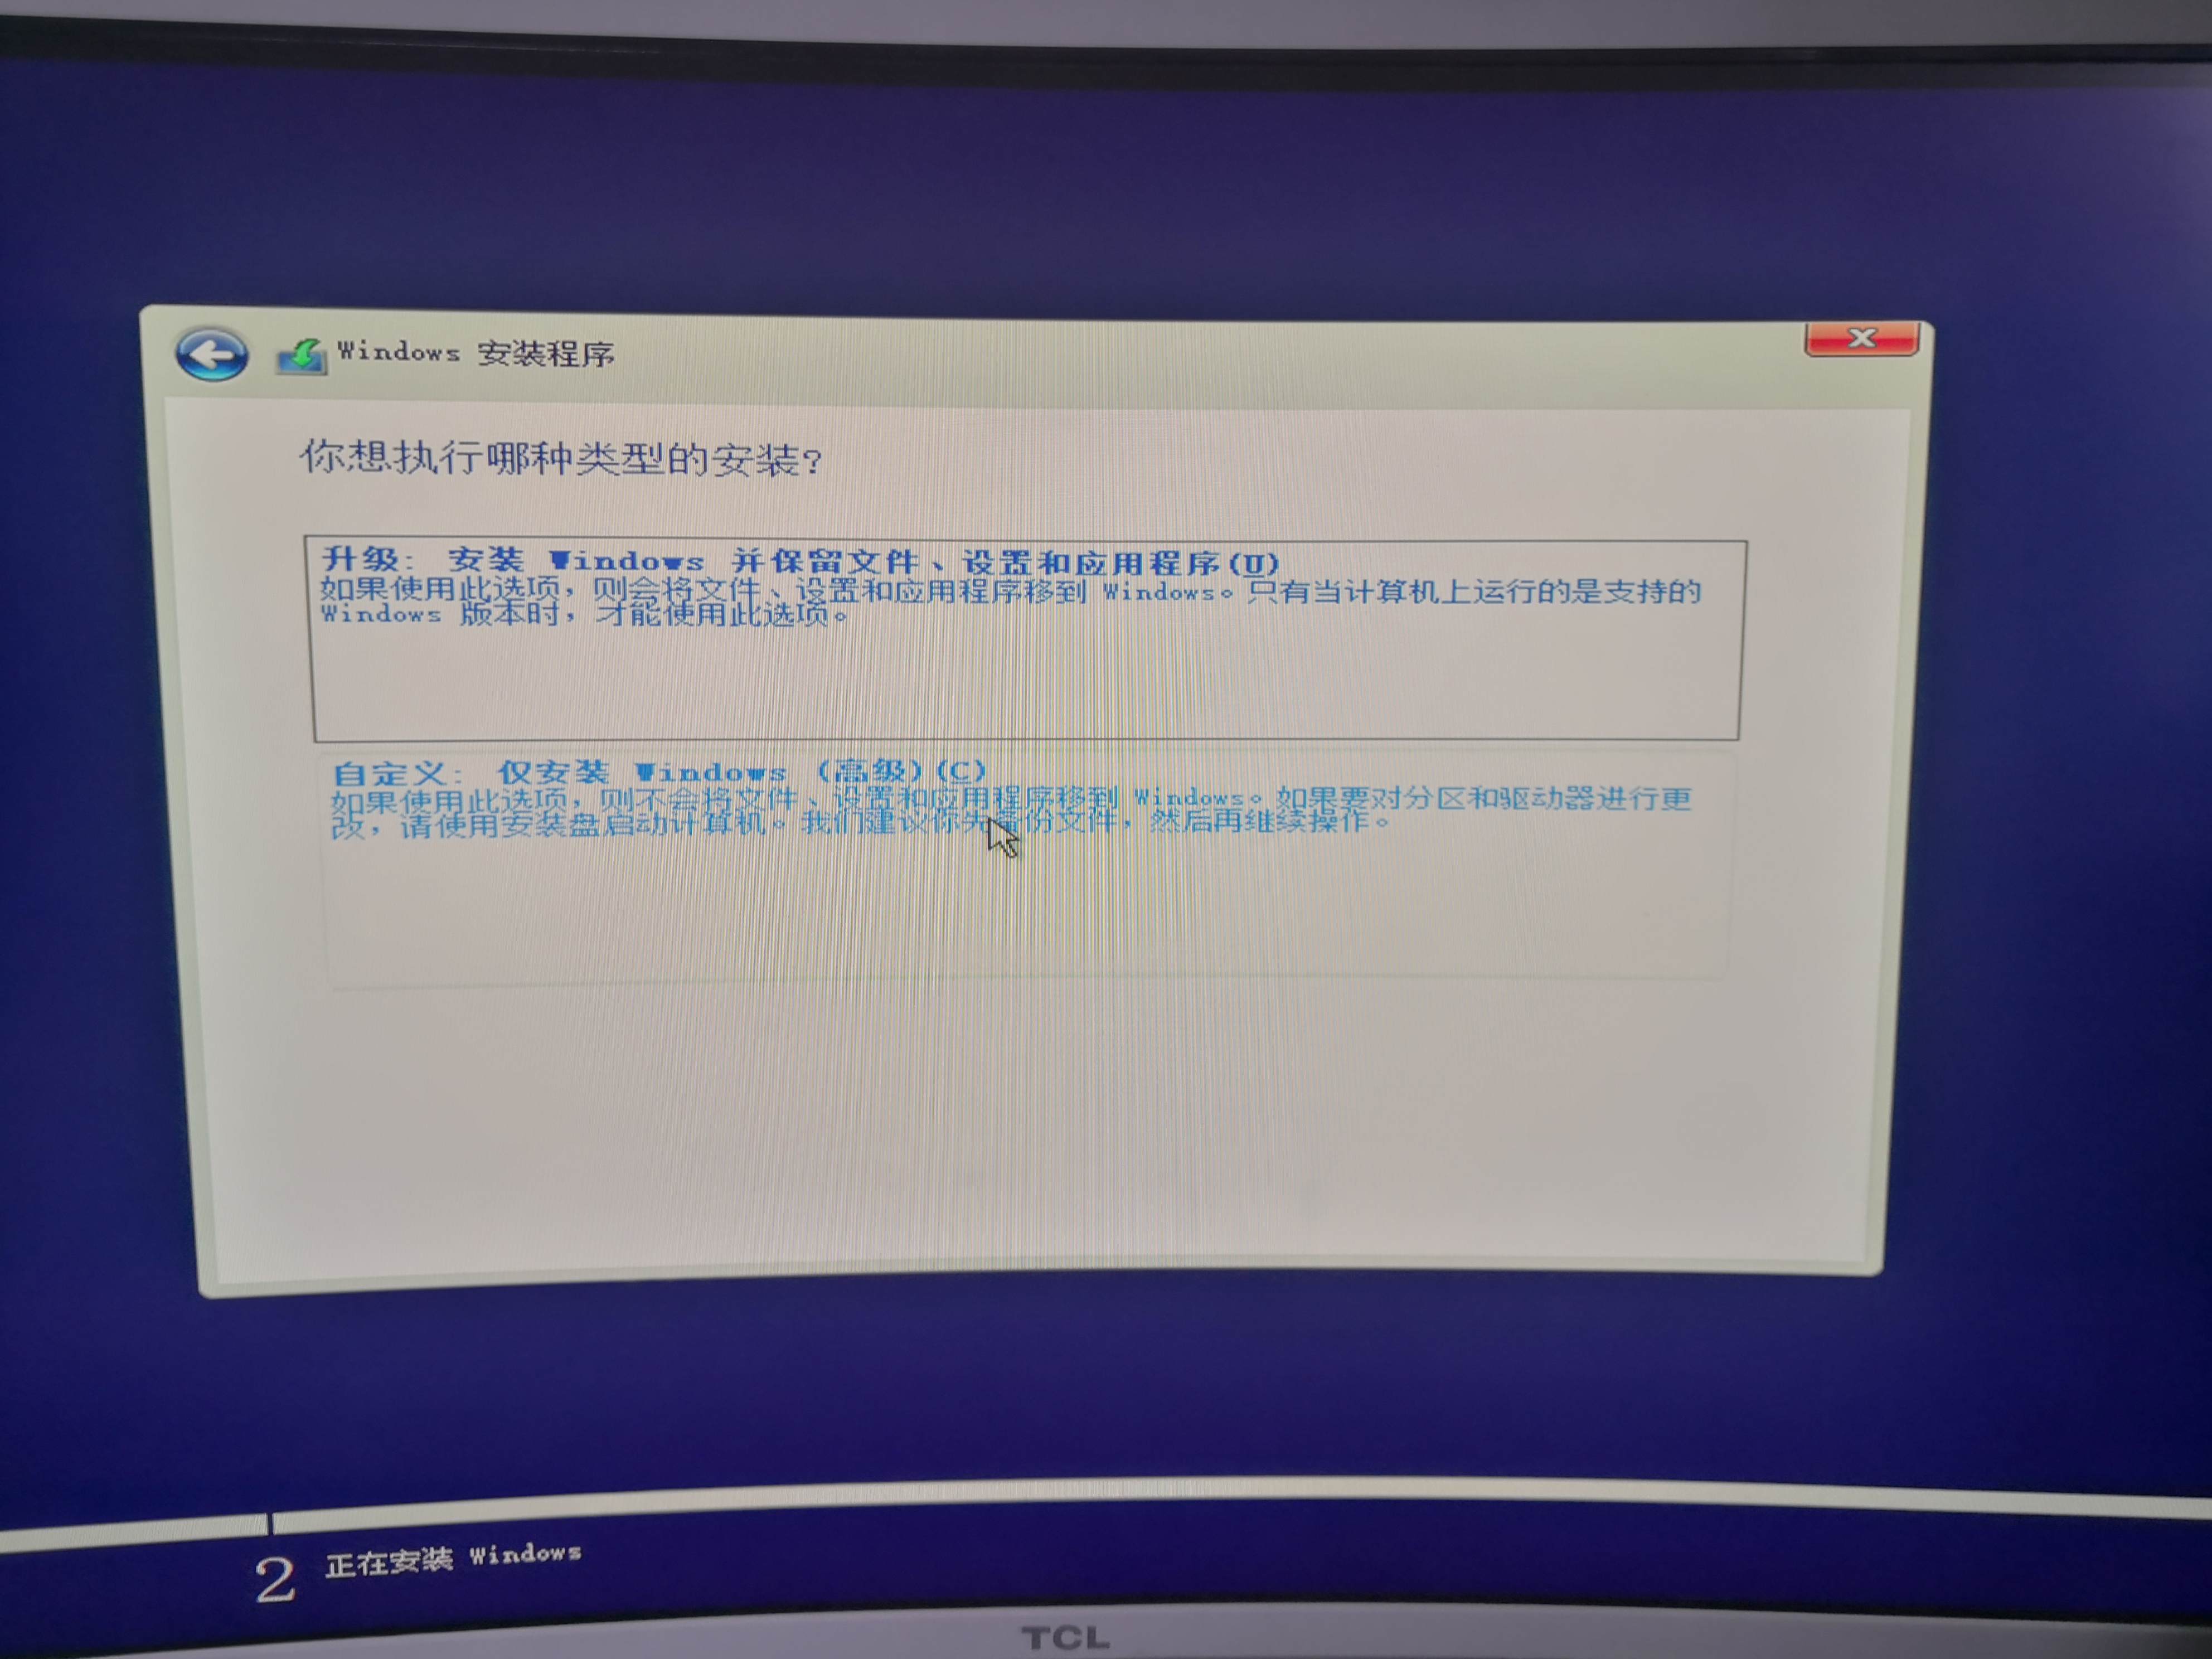 Windows 安装程序
你想执行哪种类型的安装?
升级: 安装 Windows 并保留文件、设置和应用程序(U)
如果使用此选项，则会将文件、设置和应用程序移到 Windows。只有当计算机上运行的是支持的
Windows 版本时，才能使用此选项。
自定义: 仅安装 Windows (高级)(C)
如果使用此选项，则不会将文件、设置和应用程序移到 Windows。如果要对分区和驱动器进行更
改，请使用安装盘启动计算机。我们建议你先备份文件，然后再继续操作。
2 正在安装 Windows
TCL